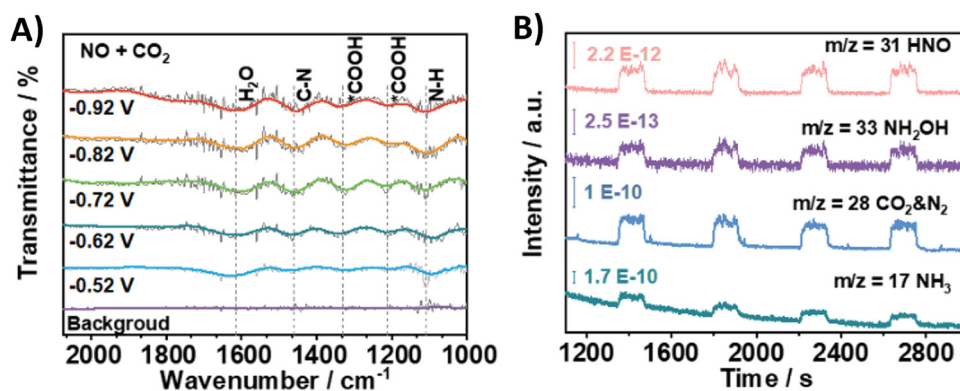 A)
NO + CO₂
H₂O
C-N
*COOH
*COOH
N-H
-0.92 V
-0.82 V
-0.72 V
-0.62 V
-0.52 V
Backgroud
Transmittance / %
2000 1800 1600 1400 1200 1000
Wavenumber / cm⁻¹
B)
2.2 E-12
m/z = 31 HNO
2.5 E-13
m/z = 33 NH₂OH
1 E-10
m/z = 28 CO₂&N₂
1.7 E-10
m/z = 17 NH₃
Intensity / a.u.
1200 1600 2000 2400 2800
Time / s